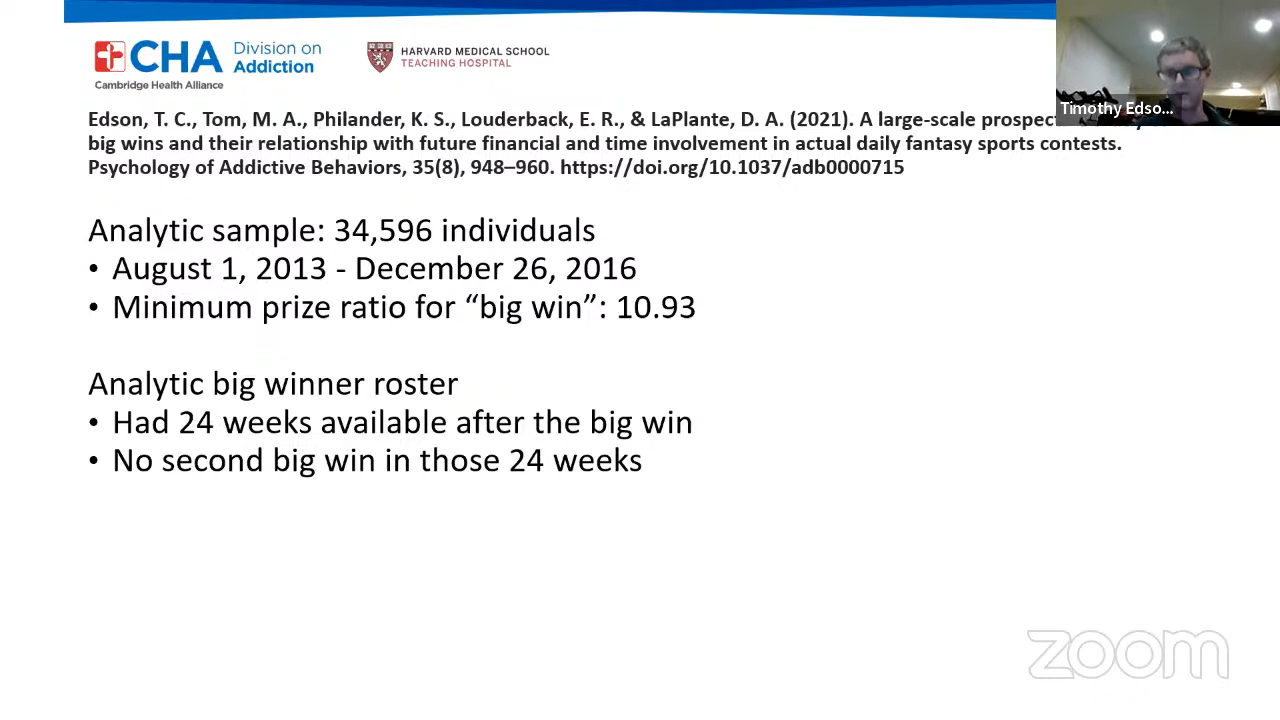 CHA
Cambridge Health Alliance
Division on
Addiction
HARVARD MEDICAL SCHOOL
TEACHING HOSPITAL
Timothy Edso...
Edson, T. C., Tom, M. A., Philander, K. S., Louderback, E. R., & LaPlante, D. A. (2021). A large-scale prospect
big wins and their relationship with future financial and time involvement in actual daily fantasy sports contests.
Psychology of Addictive Behaviors, 35(8), 948–960. https://doi.org/10.1037/adb0000715
Analytic sample: 34,596 individuals
• August 1, 2013 - December 26, 2016
• Minimum prize ratio for “big win”: 10.93
Analytic big winner roster
• Had 24 weeks available after the big win
• No second big win in those 24 weeks
zoom